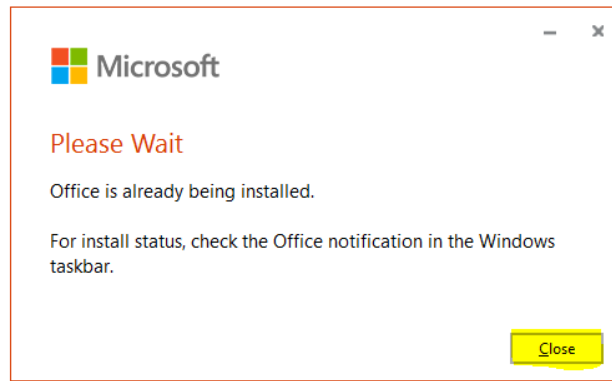 Microsoft
Please Wait
Office is already being installed.
For install status, check the Office notification in the Windows
taskbar.
Close